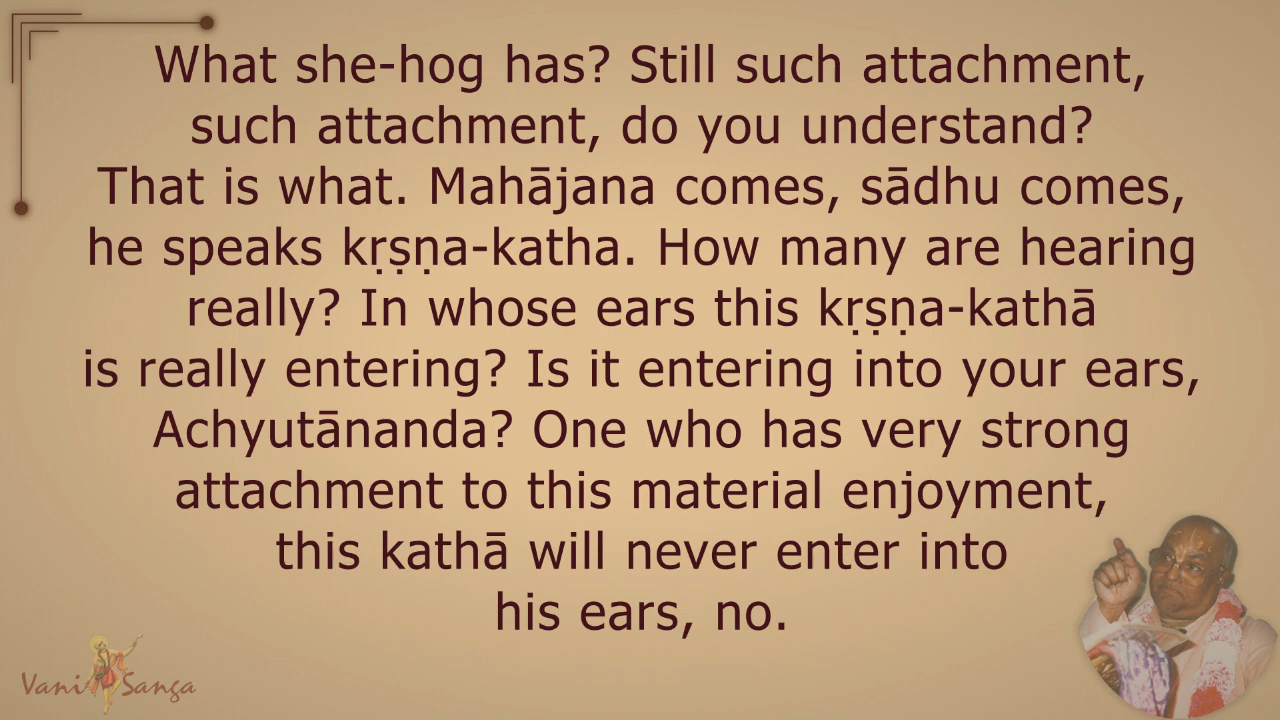 What she-hog has? Still such attachment,
such attachment, do you understand?
That is what. Mahājana comes, sādhu comes,
he speaks kṛṣṇa-katha. How many are hearing
really? In whose ears this kṛṣṇa-kathā
is really entering? Is it entering into your ears,
Achyutānanda? One who has very strong
attachment to this material enjoyment,
this kathā will never enter into
his ears, no.
Vani Sanga